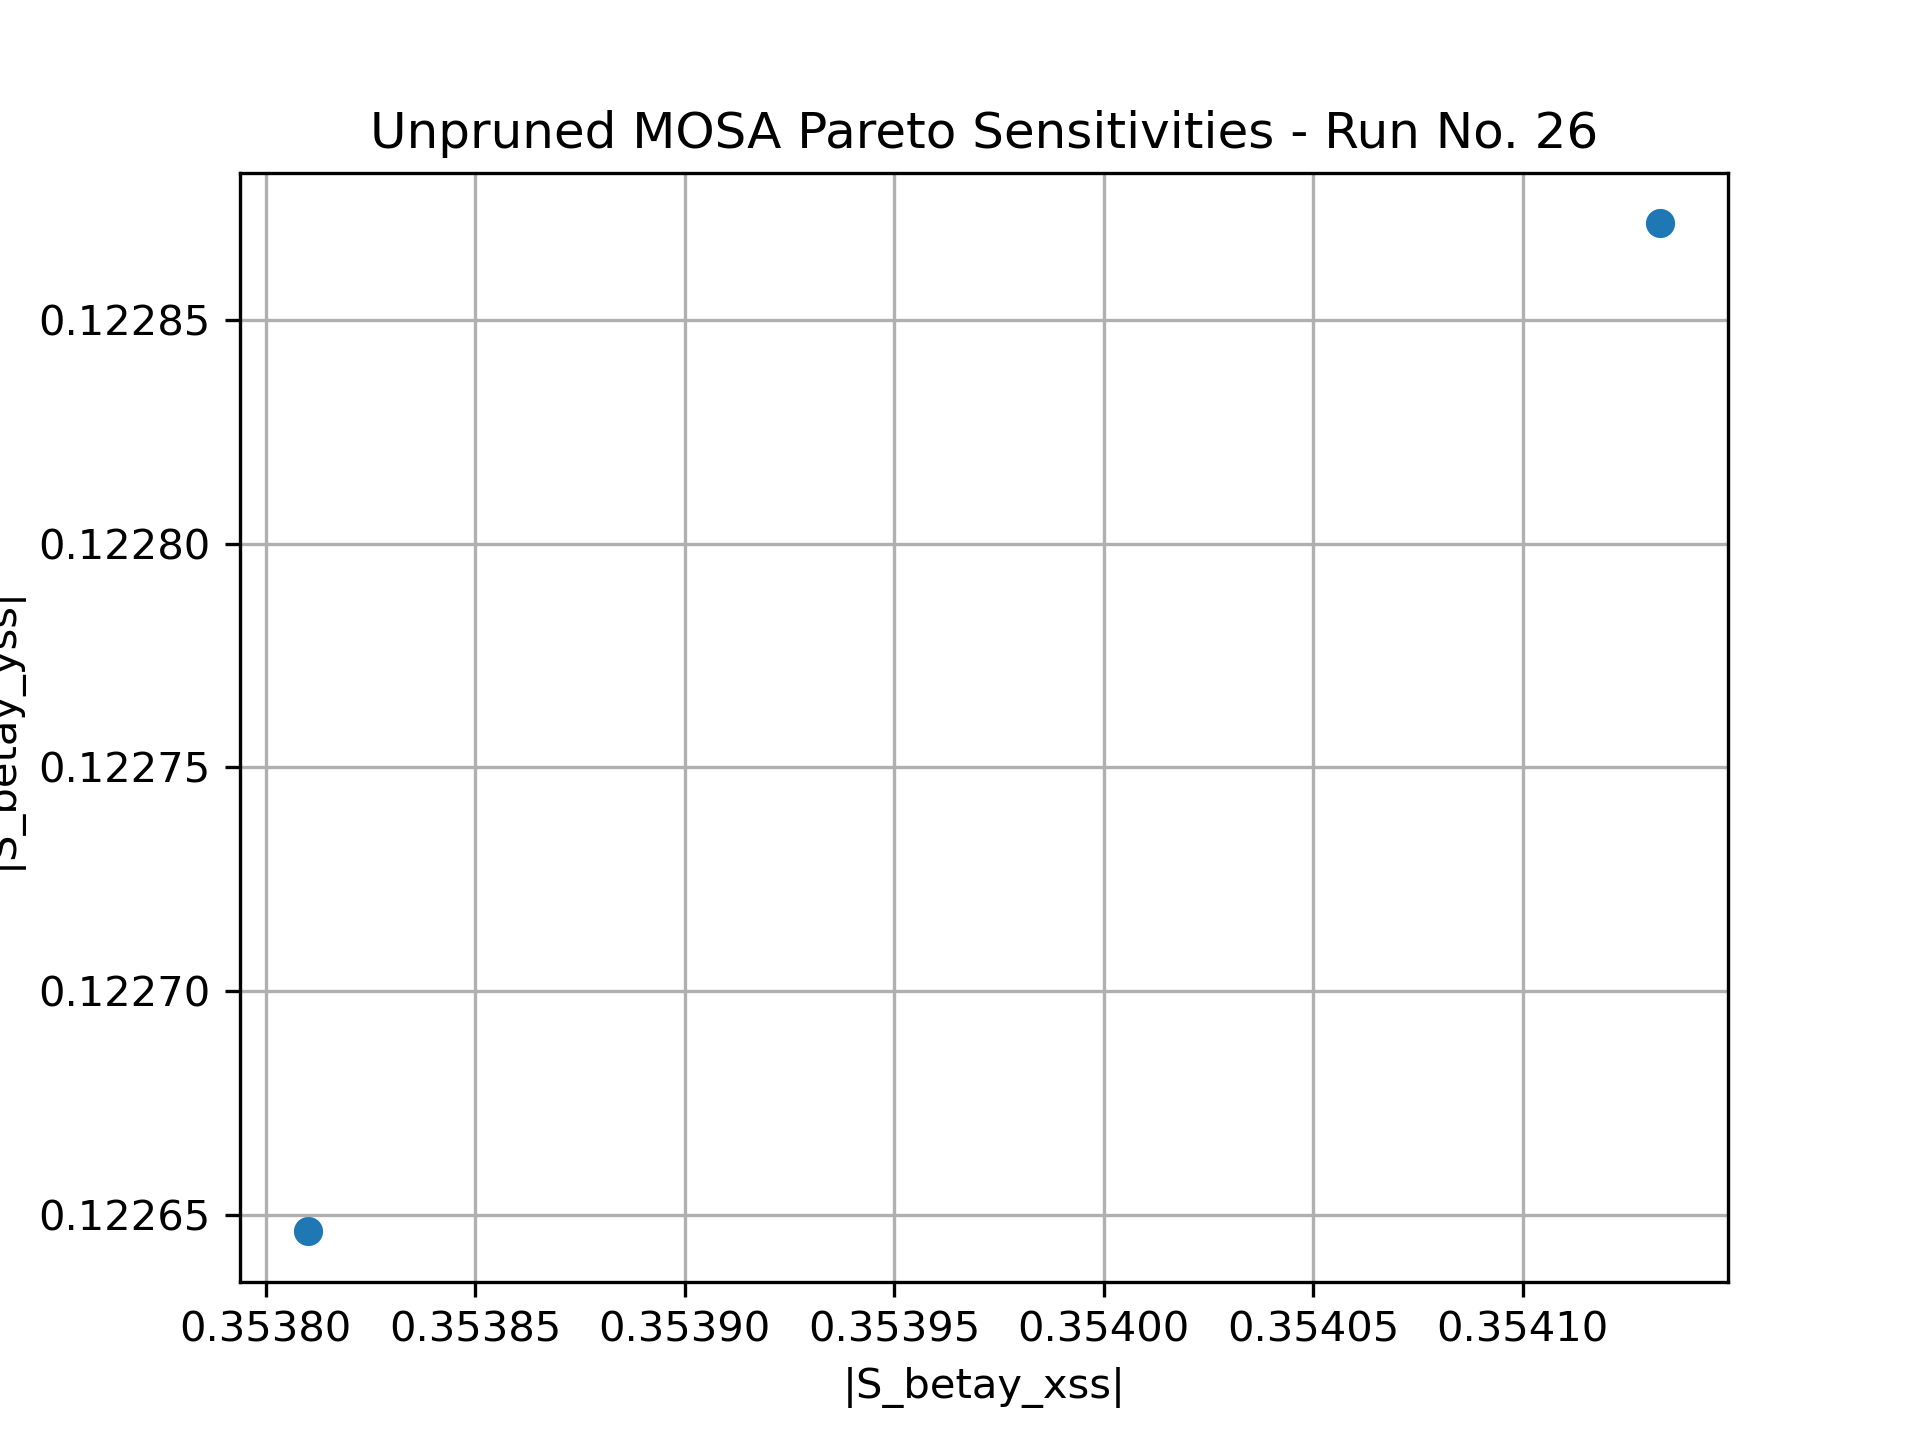 Unpruned MOSA Pareto Sensitivities - Run No. 26
|S_betay_yss|
0.12285
0.12280
0.12275
0.12270
0.12265
0.35380 0.35385 0.35390 0.35395 0.35400 0.35405 0.35410
|S_betay_xss|